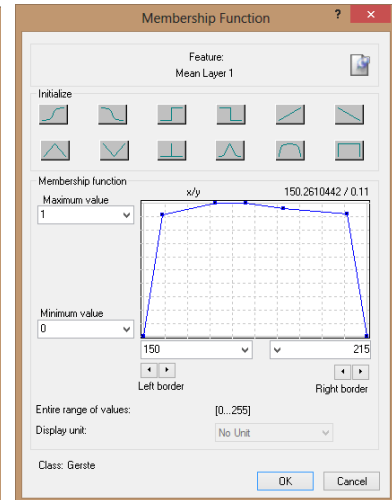 Membership Function
? ×
Feature:
Mean Layer 1
Initialize
Membership function
Maximum value
x/y
150.2610442 / 0.11
1
Minimum value
0
150
215
Left border
Right border
Entire range of values:
[0...255]
Display unit:
No Unit
Class: Gerste
OK
Cancel